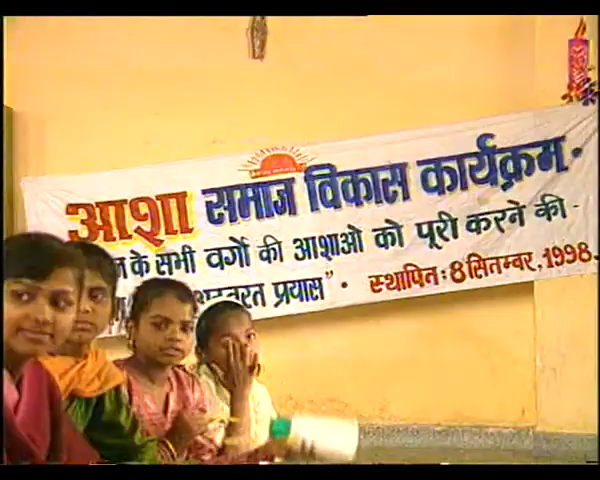 आशा समाज विकास कार्यक्रम.
के सभी वर्गो की आशाओ को पूरी करने की -
प्रयास" • स्थापित: 8 सितम्बर, 1998.